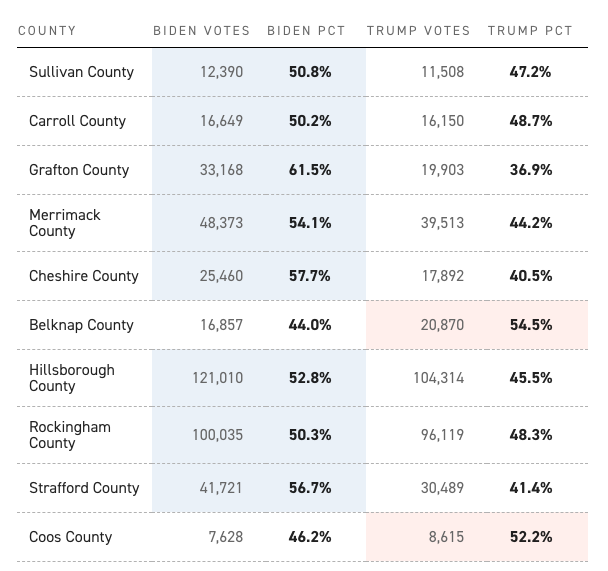 COUNTY BIDEN VOTES BIDEN PCT TRUMP VOTES TRUMP PCT
Sullivan County 12,390 50.8% 11,508 47.2%
Carroll County 16,649 50.2% 16,150 48.7%
Grafton County 33,168 61.5% 19,903 36.9%
Merrimack
County 48,373 54.1% 39,513 44.2%
Cheshire County 25,460 57.7% 17,892 40.5%
Belknap County 16,857 44.0% 20,870 54.5%
Hillsborough
County 121,010 52.8% 104,314 45.5%
Rockingham
County 100,035 50.3% 96,119 48.3%
Strafford County 41,721 56.7% 30,489 41.4%
Coos County 7,628 46.2% 8,615 52.2%